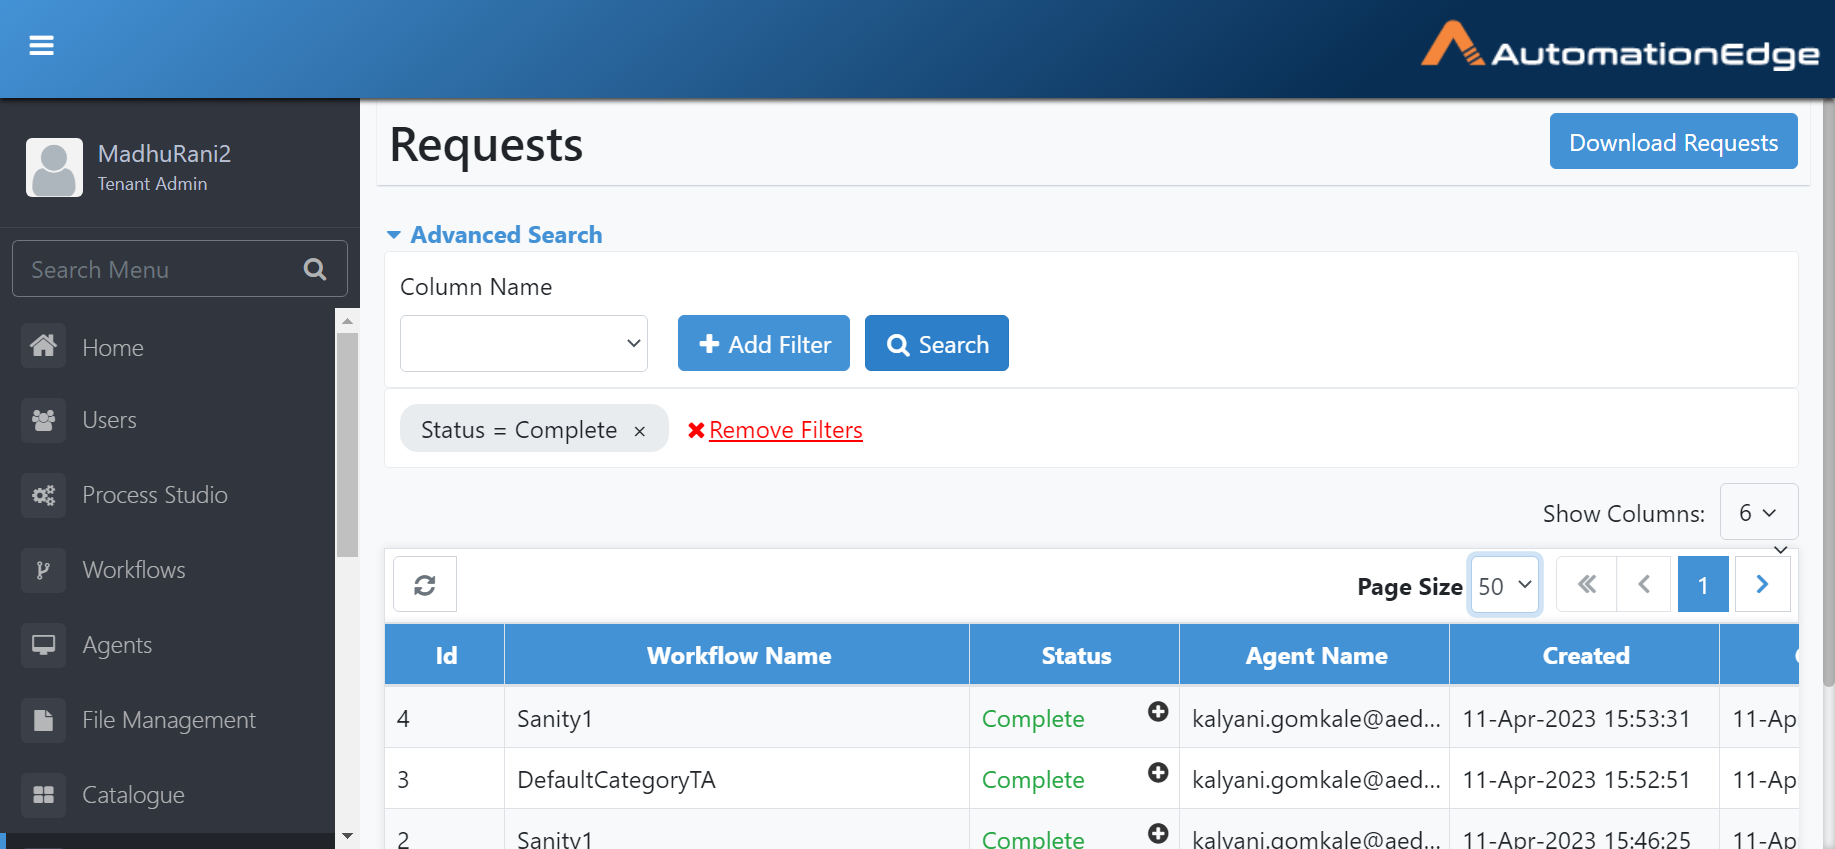 AutomationEdge
MadhuRani2
Tenant Admin
Search Menu
Home
Users
Process Studio
Workflows
Agents
File Management
Catalogue
Requests
Download Requests
Advanced Search
Column Name
Add Filter
Search
Status = Complete ×
Remove Filters
Show Columns: 6
Page Size 50 « ‹ 1 ›
Id Workflow Name Status Agent Name Created
4 Sanity1 Complete kalyani.gomkale@aed... 11-Apr-2023 15:53:31 11-Ap
3 DefaultCategoryTA Complete kalyani.gomkale@aed... 11-Apr-2023 15:52:51 11-Ap
2 Sanity1 Complete kalyani.gomkale@aed... 11-Apr-2023 15:46:25 11-Ap